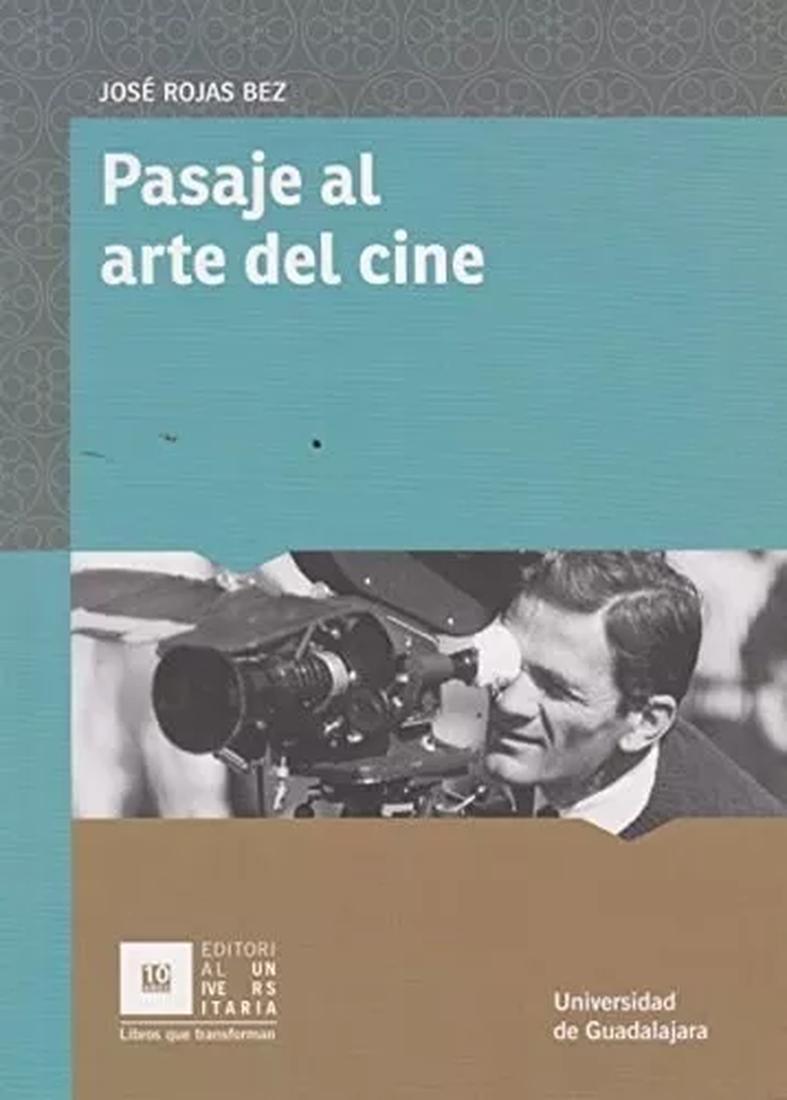 JOSÉ ROJAS BEZ
Pasaje al
arte del cine
10
EDITORI
AL UN
IVE RS
ITARIA
Libros que transforman
Universidad
de Guadalajara